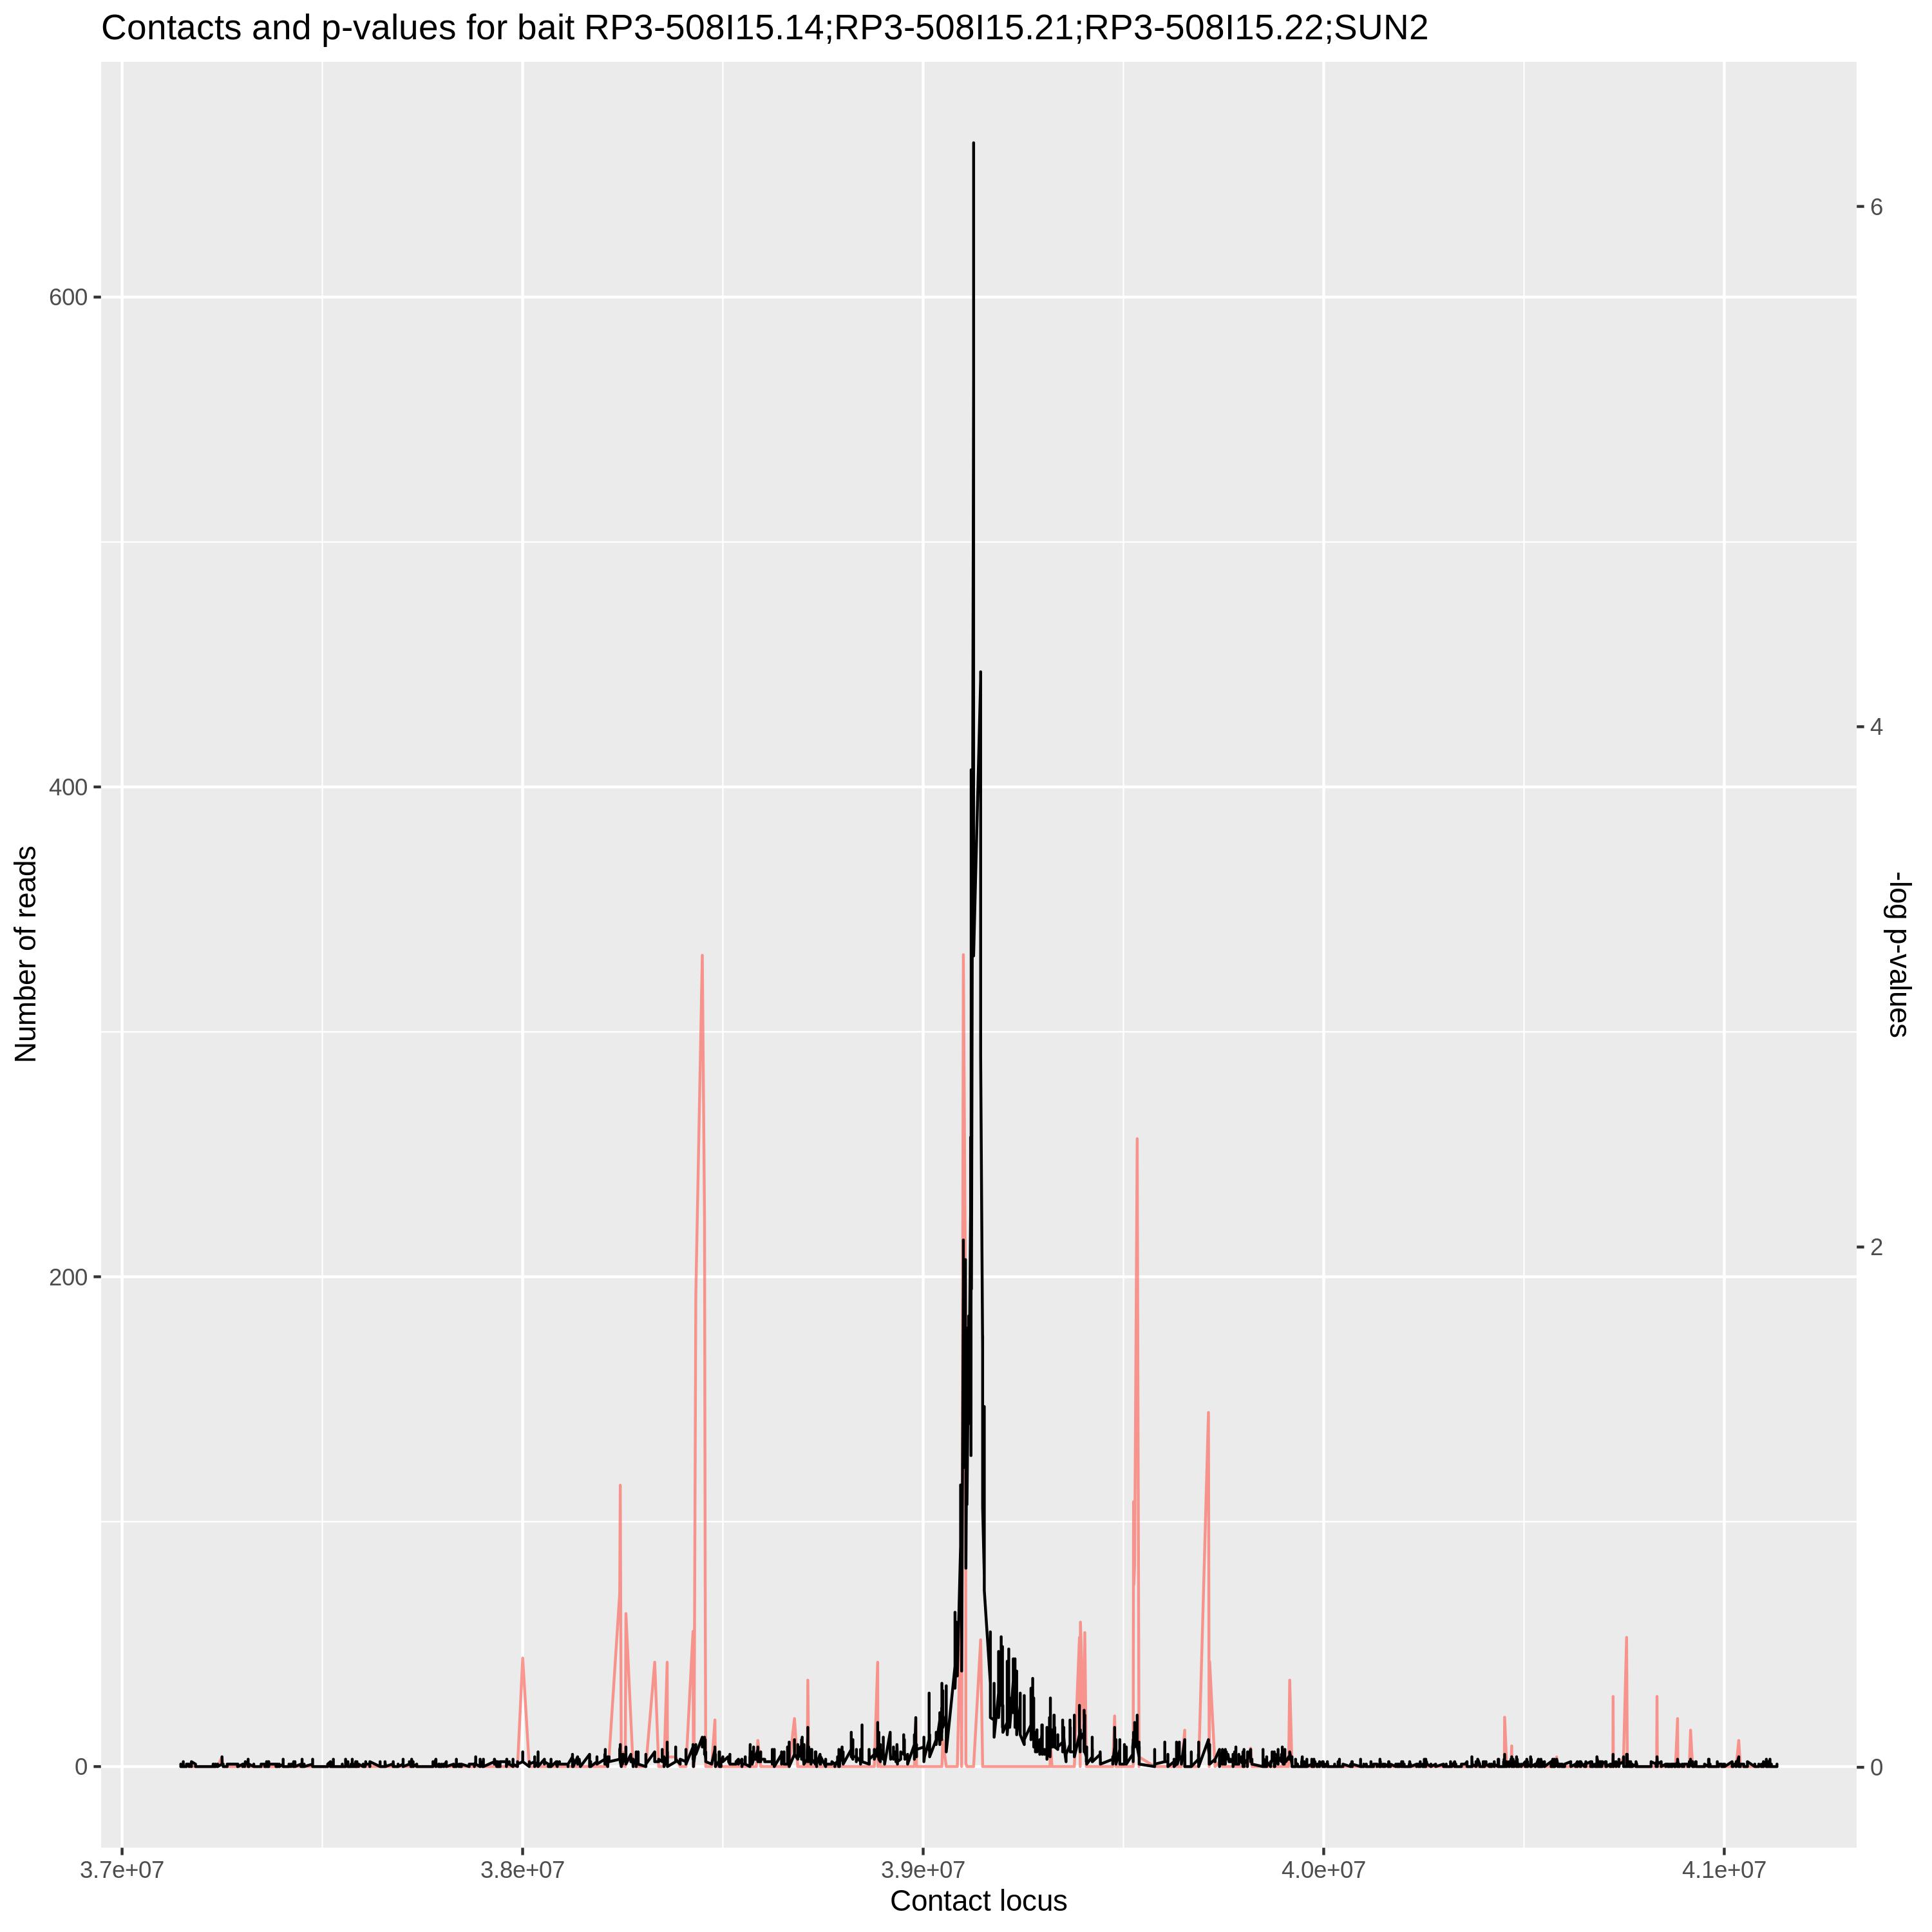 Contacts and p-values for bait RP3-508I15.14;RP3-508I15.21;RP3-508I15.22;SUN2
Number of reads
600
400
200
0
6
4
2
0
-log p-values
3.7e+07 3.8e+07 3.9e+07 4.0e+07 4.1e+07
Contact locus